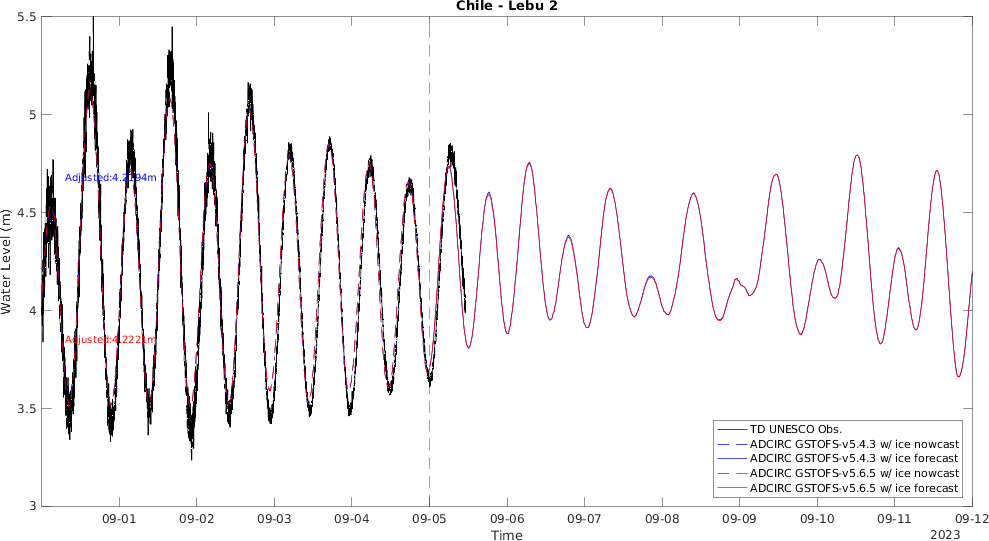 Chile - Lebu 2
5.5
5
4.5
4
3.5
3
Water Level (m)
Adjusted:4.2194m
Adjusted:4.2221m
TD UNESCO Obs.
ADCIRC GSTOFS-v5.4.3 w/ ice nowcast
ADCIRC GSTOFS-v5.4.3 w/ ice forecast
ADCIRC GSTOFS-v5.6.5 w/ ice nowcast
ADCIRC GSTOFS-v5.6.5 w/ ice forecast
09-01 09-02 09-03 09-04 09-05 09-06 09-07 09-08 09-09 09-10 09-11 09-12
Time
2023